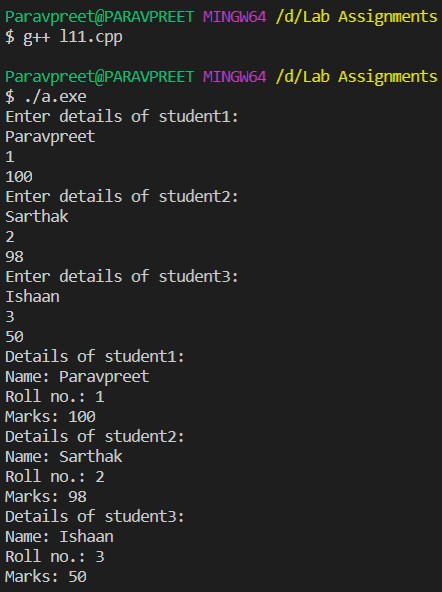 Paravpreet@PARAVPREET MINGW64 /d/Lab Assignments
$ g++ l11.cpp
Paravpreet@PARAVPREET MINGW64 /d/Lab Assignments
$ ./a.exe
Enter details of student1:
Paravpreet
1
100
Enter details of student2:
Sarthak
2
98
Enter details of student3:
Ishaan
3
50
Details of student1:
Name: Paravpreet
Roll no.: 1
Marks: 100
Details of student2:
Name: Sarthak
Roll no.: 2
Marks: 98
Details of student3:
Name: Ishaan
Roll no.: 3
Marks: 50